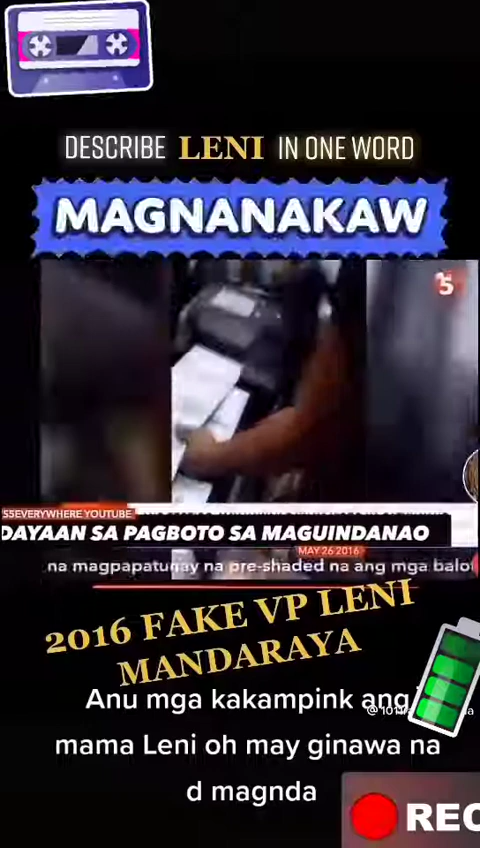 DESCRIBE LENI IN ONE WORD
MAGNANAKAW
5
SSEVERYWHERE YOUTUBE
DAYAAN SA PAGBOTO SA MAGUINDANAO
MAY 26 2016
na magpapatunay na pre-shaded na ang mga balo
2016 FAKE VP LENI
MANDARAYA
Anu mga kakampink ang
mama Leni oh may ginawa na
d magnda
REC